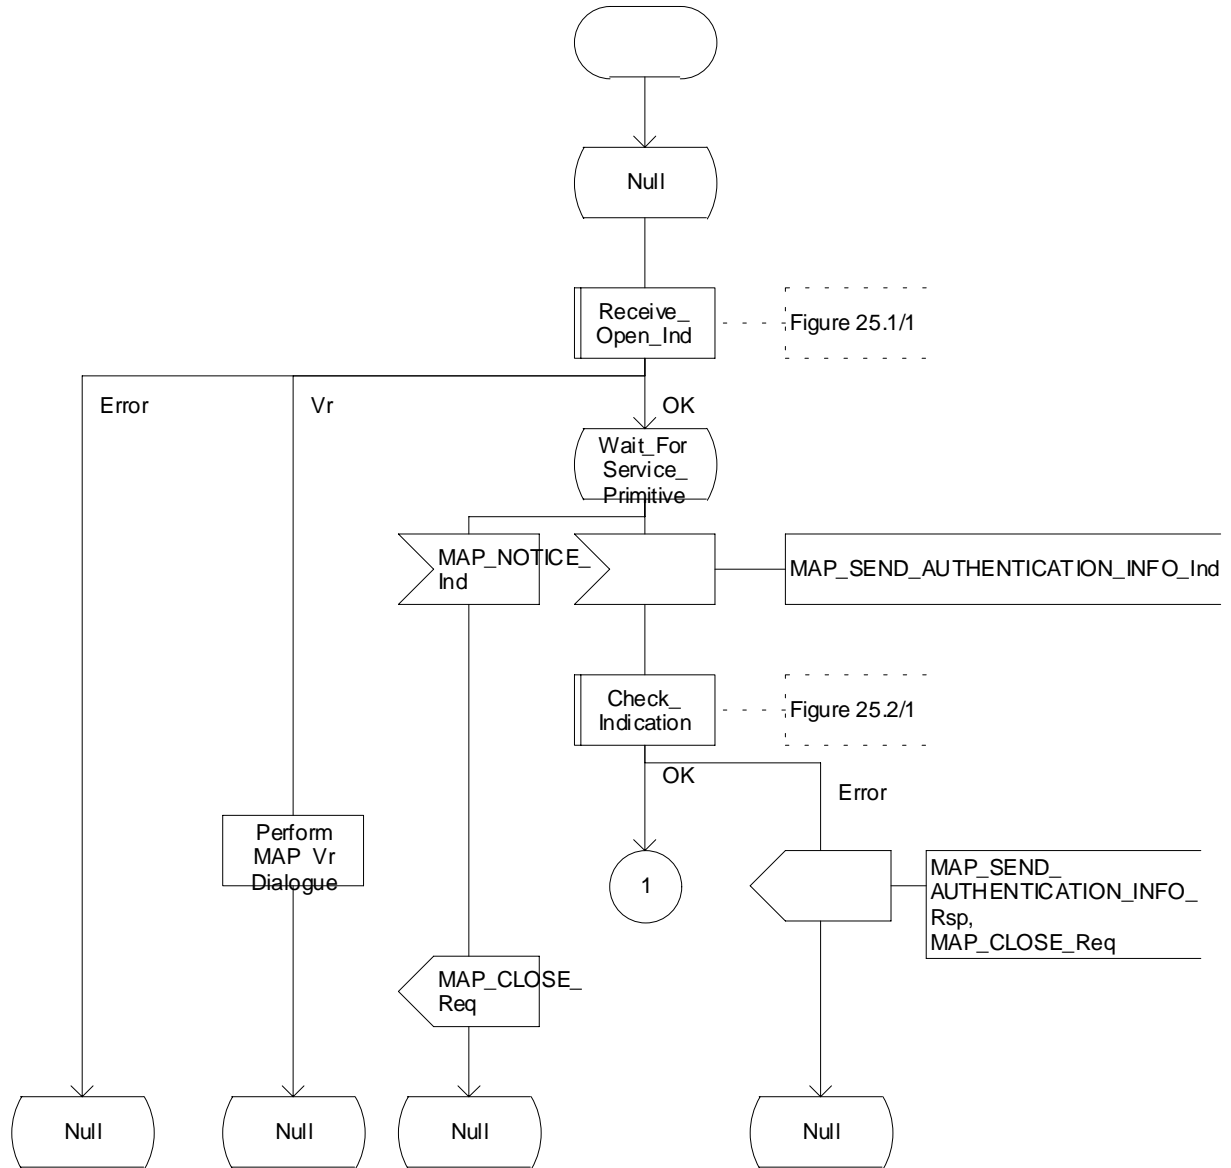 Null
Receive_
Open_Ind
Figure 25.1/1
Error
Vr
OK
Wait_For
Service_
Primitive
MAP_NOTICE_
Ind
MAP_SEND_AUTHENTICATION_INFO_Ind
Check_
Indication
Figure 25.2/1
OK
Error
Perform
MAP Vr
Dialogue
1
MAP_SEND_
AUTHENTICATION_INFO_
Rsp,
MAP_CLOSE_Req
MAP_CLOSE_
Req
Null
Null
Null
Null